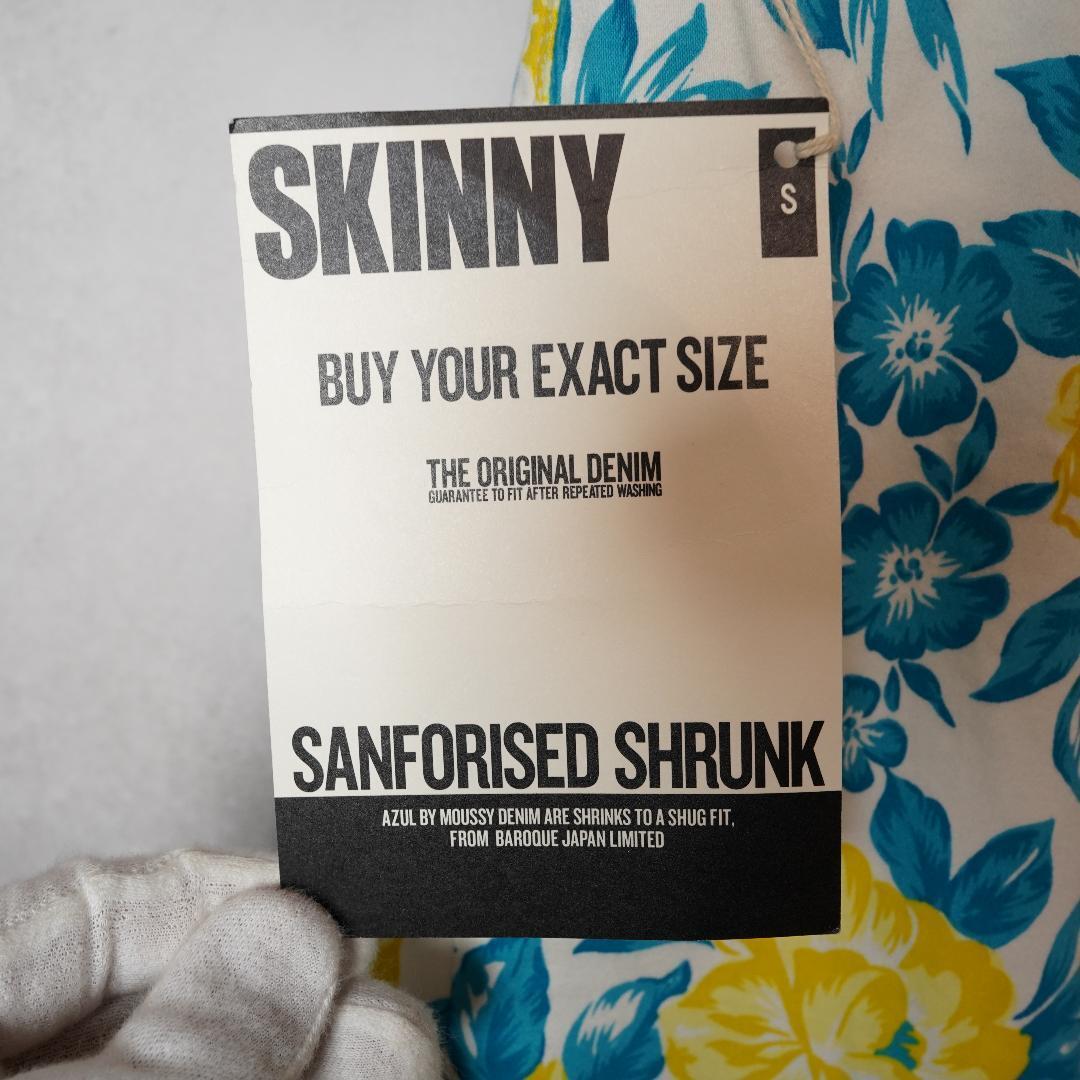 SKINNY
S
BUY YOUR EXACT SIZE
THE ORIGINAL DENIM
GUARANTEE TO FIT AFTER REPEATED WASHING
SANFORISED SHRUNK
AZUL BY MOUSSY DENIM ARE SHRINKS TO A SHUG FIT,
FROM BAROQUE JAPAN LIMITED